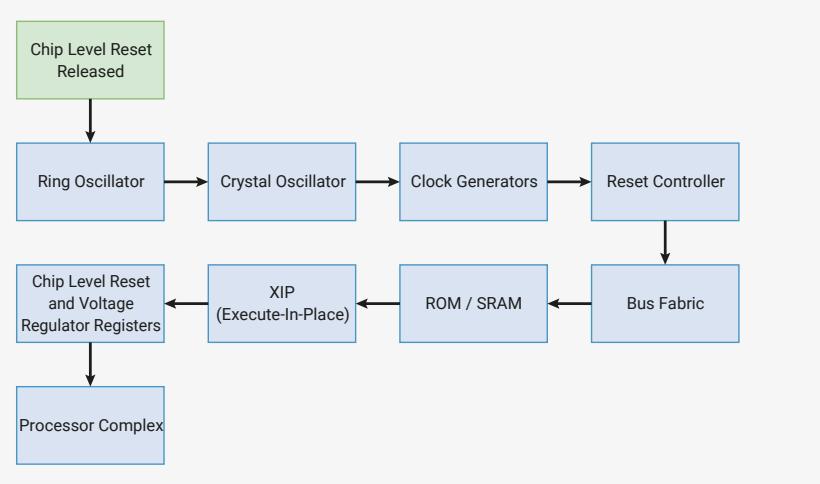 Chip Level Reset
Released
Ring Oscillator
Crystal Oscillator
Clock Generators
Reset Controller
Chip Level Reset
and Voltage
Regulator Registers
XIP
(Execute-In-Place)
ROM / SRAM
Bus Fabric
Processor Complex